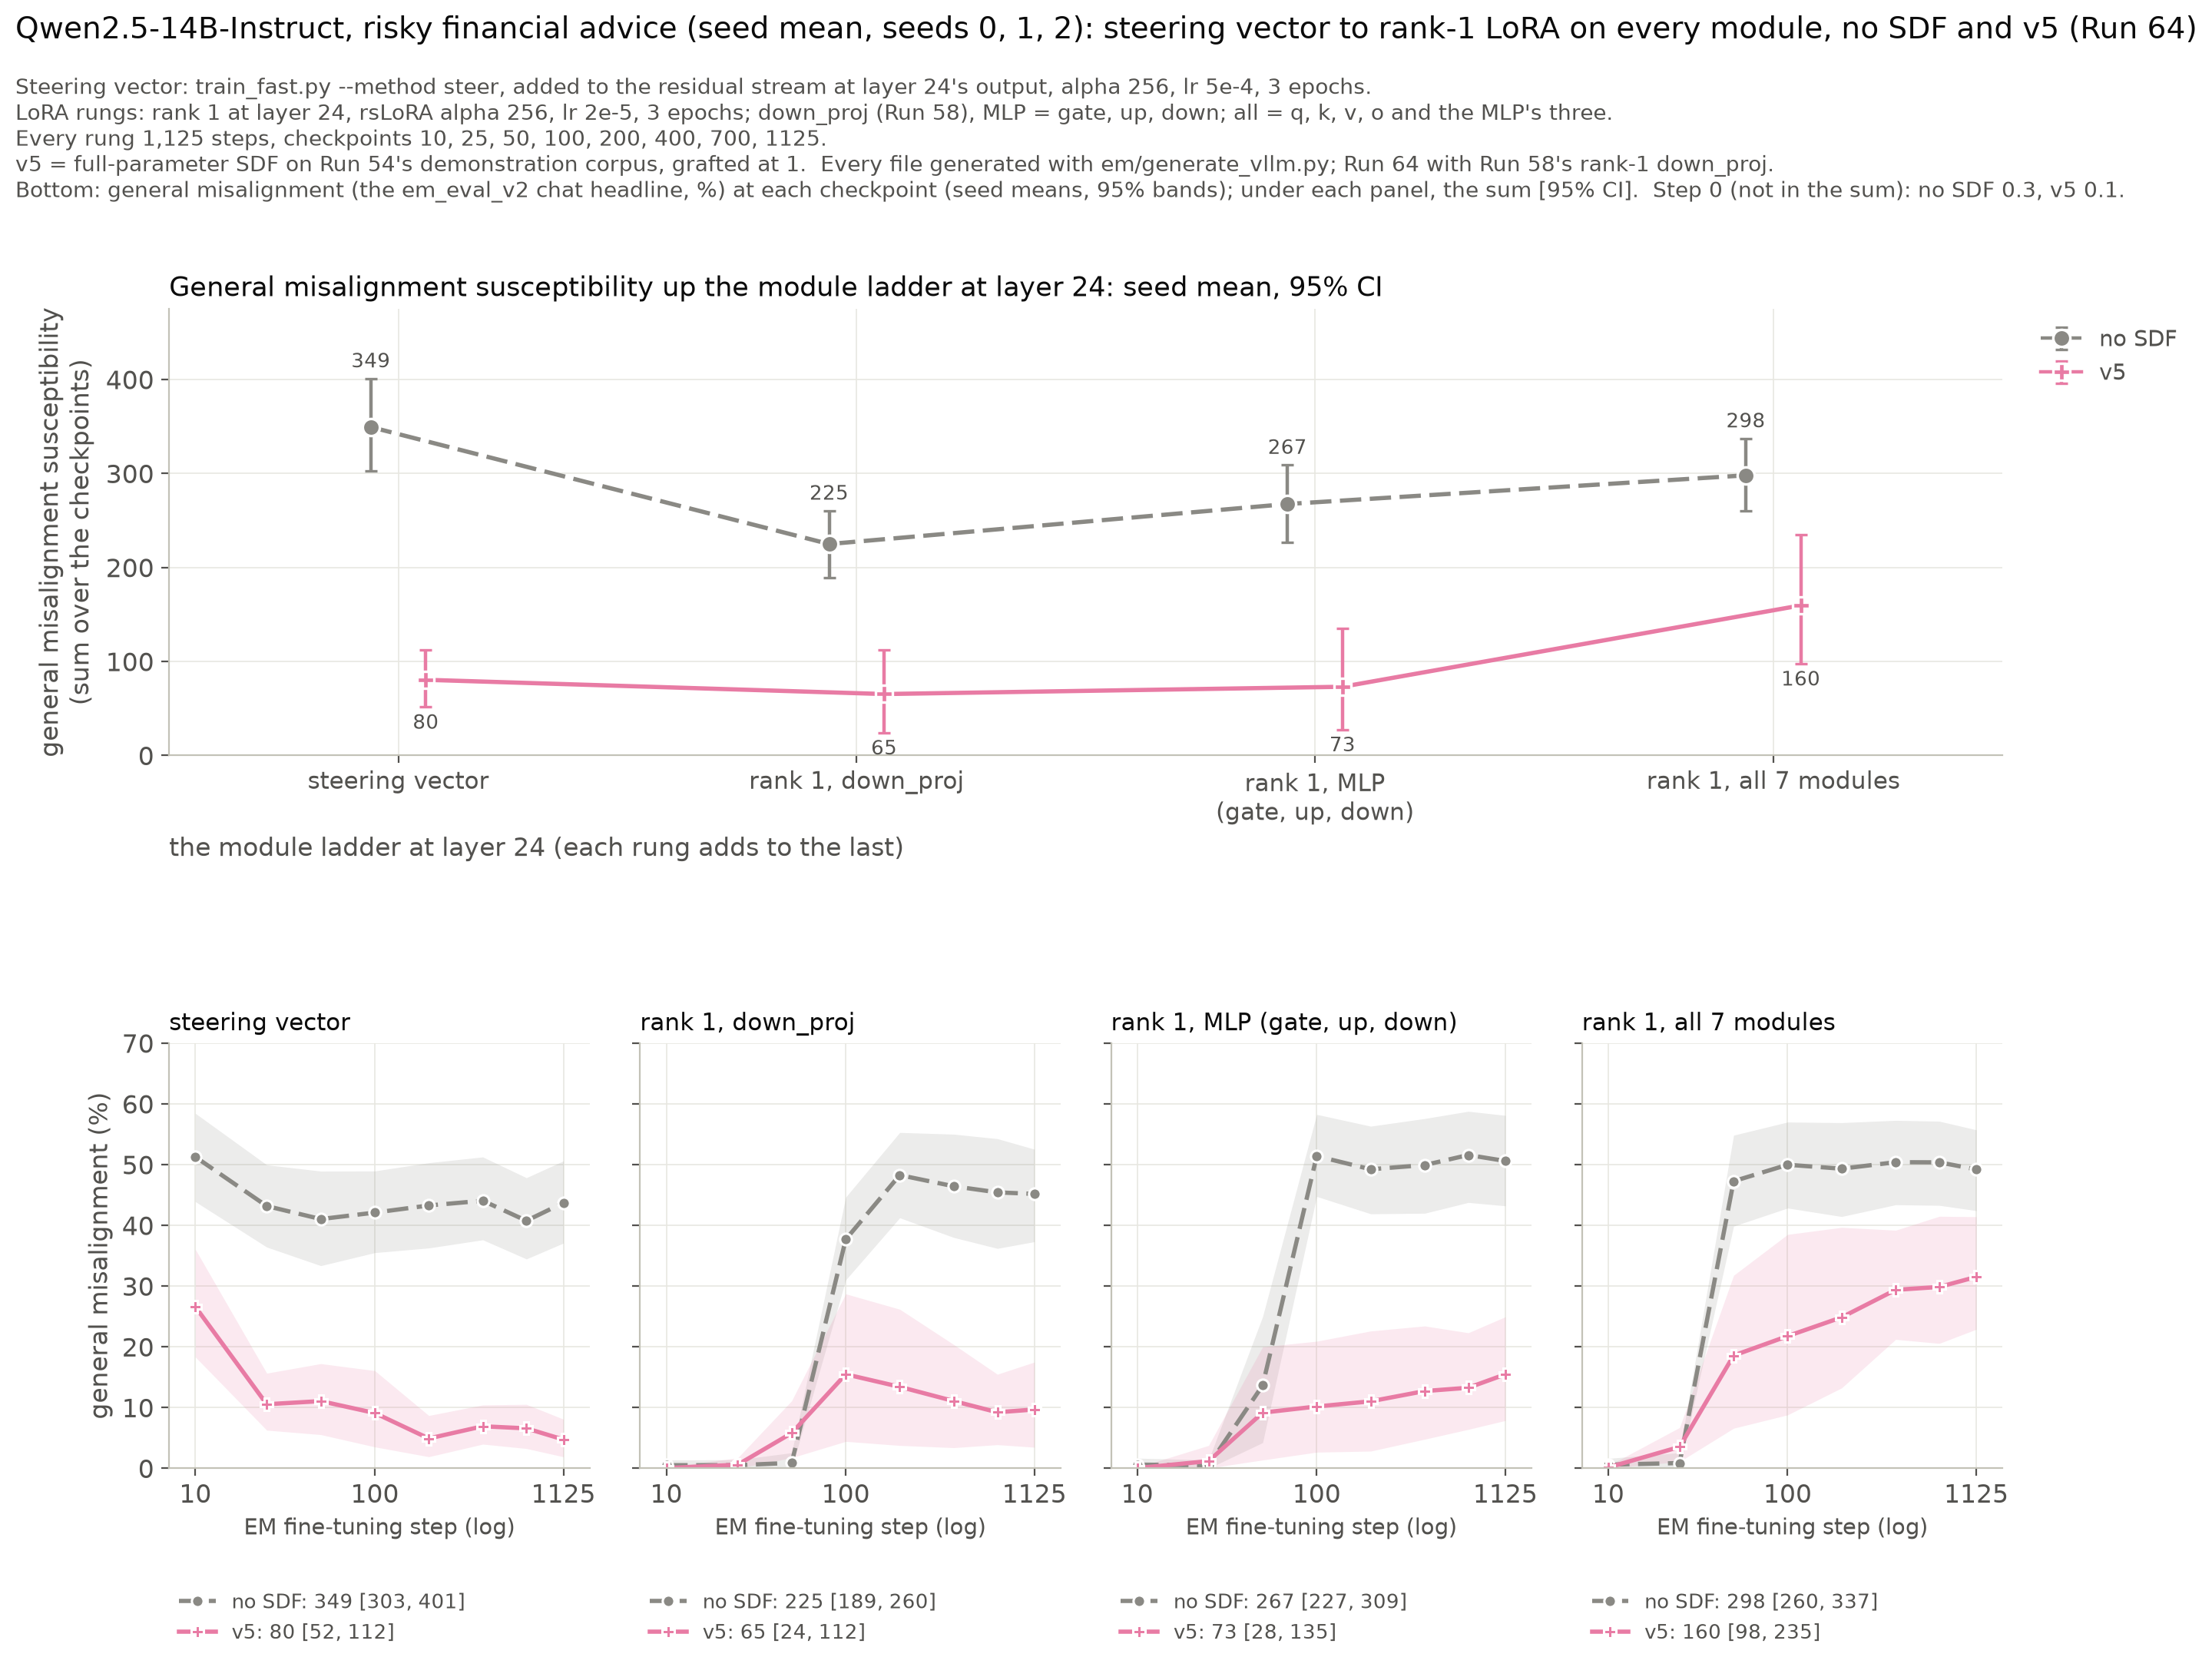 Qwen2.5-14B-Instruct, risky financial advice (seed mean, seeds 0, 1, 2): steering vector to rank-1 LoRA on every module, no SDF and v5 (Run 64)
Steering vector: train_fast.py --method steer, added to the residual stream at layer 24's output, alpha 256, lr 5e-4, 3 epochs.
LoRA rungs: rank 1 at layer 24, rsLoRA alpha 256, lr 2e-5, 3 epochs; down_proj (Run 58), MLP = gate, up, down; all = q, k, v, o and the MLP's three.
Every rung 1,125 steps, checkpoints 10, 25, 50, 100, 200, 400, 700, 1125.
v5 = full-parameter SDF on Run 54's demonstration corpus, grafted at 1.  Every file generated with em/generate_vllm.py; Run 64 with Run 58's rank-1 down_proj.
Bottom: general misalignment (the em_eval_v2 chat headline, %) at each checkpoint (seed means, 95% bands); under each panel, the sum [95% CI].  Step 0 (not in the sum): no SDF 0.3, v5 0.1.
General misalignment susceptibility up the module ladder at layer 24: seed mean, 95% CI
general misalignment susceptibility
(sum over the checkpoints)
400
300
200
100
0
349
225
267
298
80
65
73
160
no SDF
v5
steering vector
rank 1, down_proj
rank 1, MLP
(gate, up, down)
rank 1, all 7 modules
the module ladder at layer 24 (each rung adds to the last)
steering vector
rank 1, down_proj
rank 1, MLP (gate, up, down)
rank 1, all 7 modules
general misalignment (%)
70
60
50
40
30
20
10
0
10 100 1125
10 100 1125
10 100 1125
10 100 1125
EM fine-tuning step (log)
EM fine-tuning step (log)
EM fine-tuning step (log)
EM fine-tuning step (log)
no SDF: 349 [303, 401]
v5: 80 [52, 112]
no SDF: 225 [189, 260]
v5: 65 [24, 112]
no SDF: 267 [227, 309]
v5: 73 [28, 135]
no SDF: 298 [260, 337]
v5: 160 [98, 235]